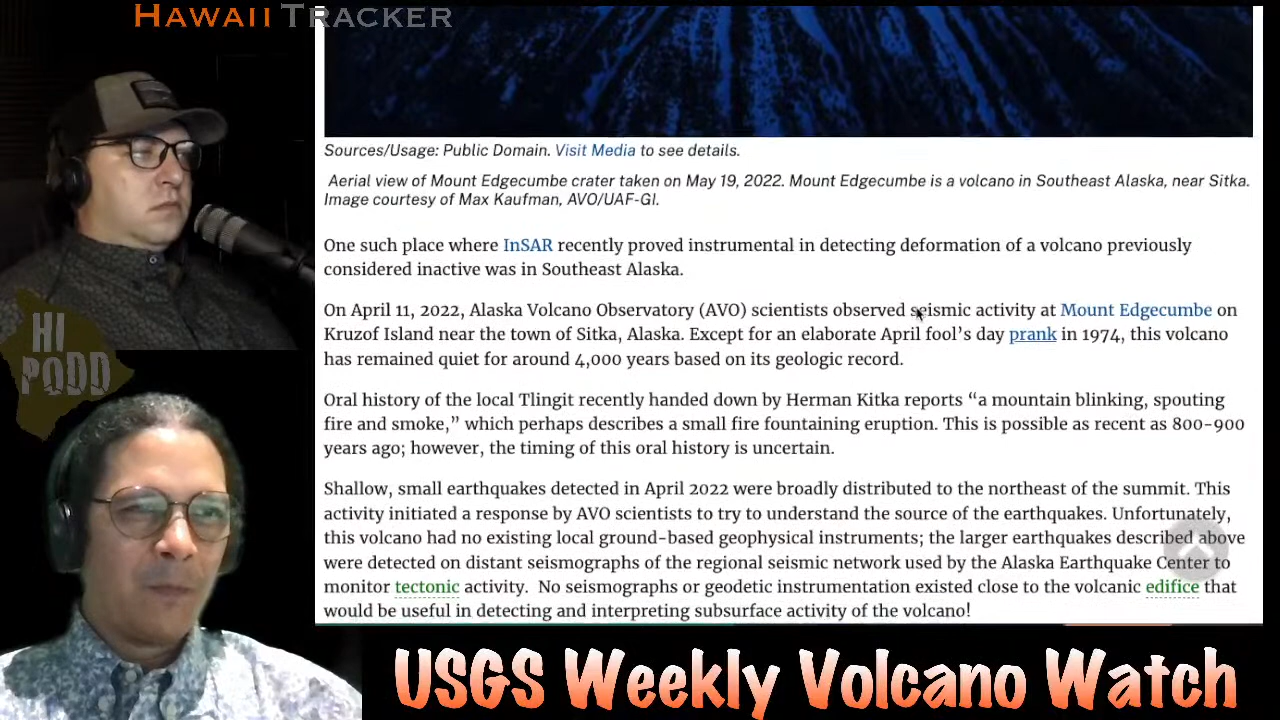 HAWAII TRACKER
Sources/Usage: Public Domain. Visit Media to see details.
Aerial view of Mount Edgecumbe crater taken on May 19, 2022. Mount Edgecumbe is a volcano in Southeast Alaska, near Sitka.
Image courtesy of Max Kaufman, AVO/UAF-GI.
One such place where InSAR recently proved instrumental in detecting deformation of a volcano previously
considered inactive was in Southeast Alaska.
On April 11, 2022, Alaska Volcano Observatory (AVO) scientists observed seismic activity at Mount Edgecumbe on
Kruzof Island near the town of Sitka, Alaska. Except for an elaborate April fool’s day prank in 1974, this volcano
has remained quiet for around 4,000 years based on its geologic record.
Oral history of the local Tlingit recently handed down by Herman Kitka reports “a mountain blinking, spouting
fire and smoke,” which perhaps describes a small fire fountaining eruption. This is possible as recent as 800-900
years ago; however, the timing of this oral history is uncertain.
Shallow, small earthquakes detected in April 2022 were broadly distributed to the northeast of the summit. This
activity initiated a response by AVO scientists to try to understand the source of the earthquakes. Unfortunately,
this volcano had no existing local ground-based geophysical instruments; the larger earthquakes described above
were detected on distant seismographs of the regional seismic network used by the Alaska Earthquake Center to
monitor tectonic activity. No seismographs or geodetic instrumentation existed close to the volcanic edifice that
would be useful in detecting and interpreting subsurface activity of the volcano!
HI
PODD
USGS Weekly Volcano Watch